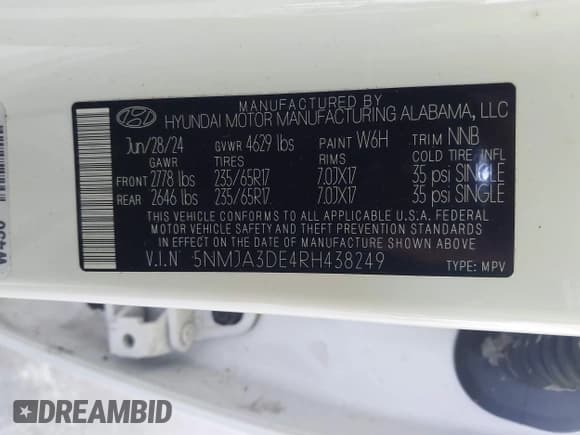 MANUFACTURED BY
HYUNDAI MOTOR MANUFACTURING ALABAMA, LLC
Jun/28/24 GVWR 4629 lbs PAINT W6H TRIM NNB
GAWR TIRES RIMS COLD TIRE INFL
FRONT 2778 lbs 235/65R17 7.0JX17 35 psi SINGLE
REAR 2646 lbs 235/65R17 7.0JX17 35 psi SINGLE
THIS VEHICLE CONFORMS TO ALL APPLICABLE U.S.A. FEDERAL
MOTOR VEHICLE SAFETY AND THEFT PREVENTION STANDARDS
IN EFFECT ON THE DATE OF MANUFACTURE SHOWN ABOVE.
V.I.N 5NMJA3DE4RH438249 TYPE: MPV
DREAMBID